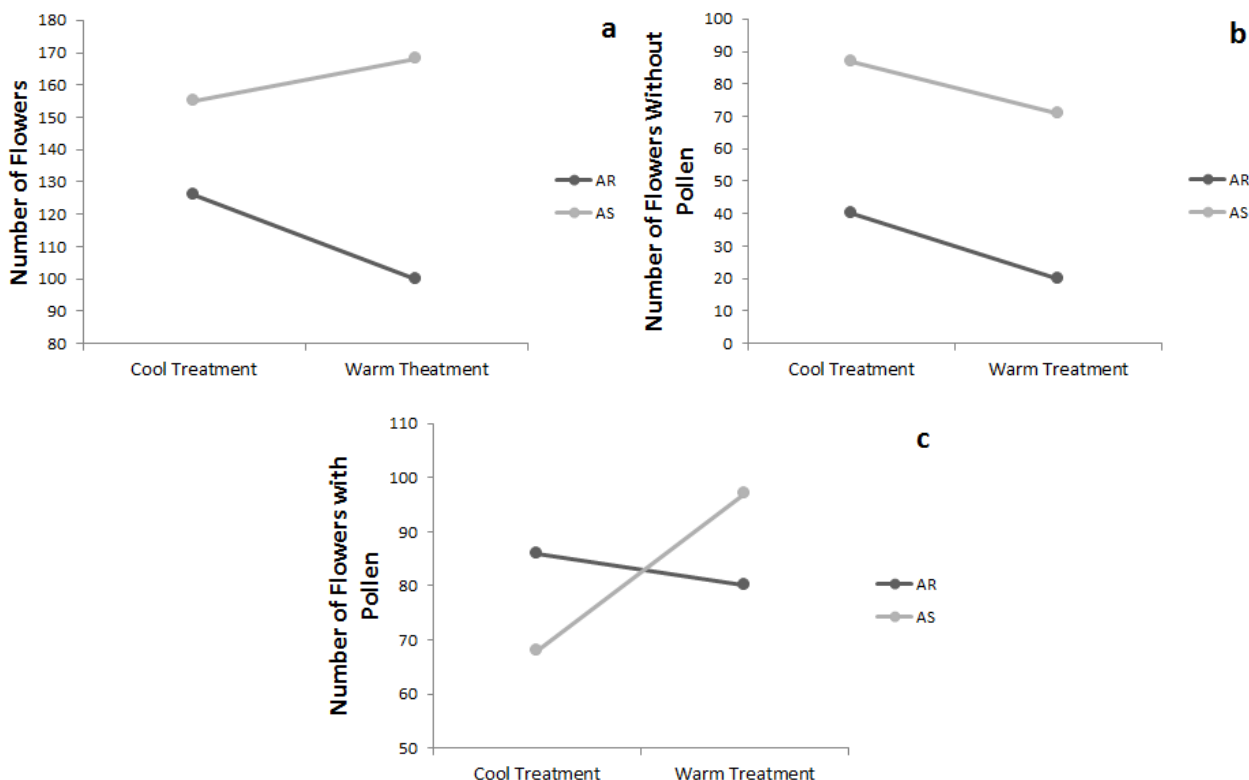 a
Number of Flowers
180
170
160
150
140
130
120
110
100
90
80
Cool Treatment
Warm Theatment
AR
AS
b
Number of Flowers Without
Pollen
100
90
80
70
60
50
40
30
20
10
0
Cool Treatment
Warm Treatment
AR
AS
c
Number of Flowers with
Pollen
110
100
90
80
70
60
50
Cool Treatment
Warm Treatment
AR
AS